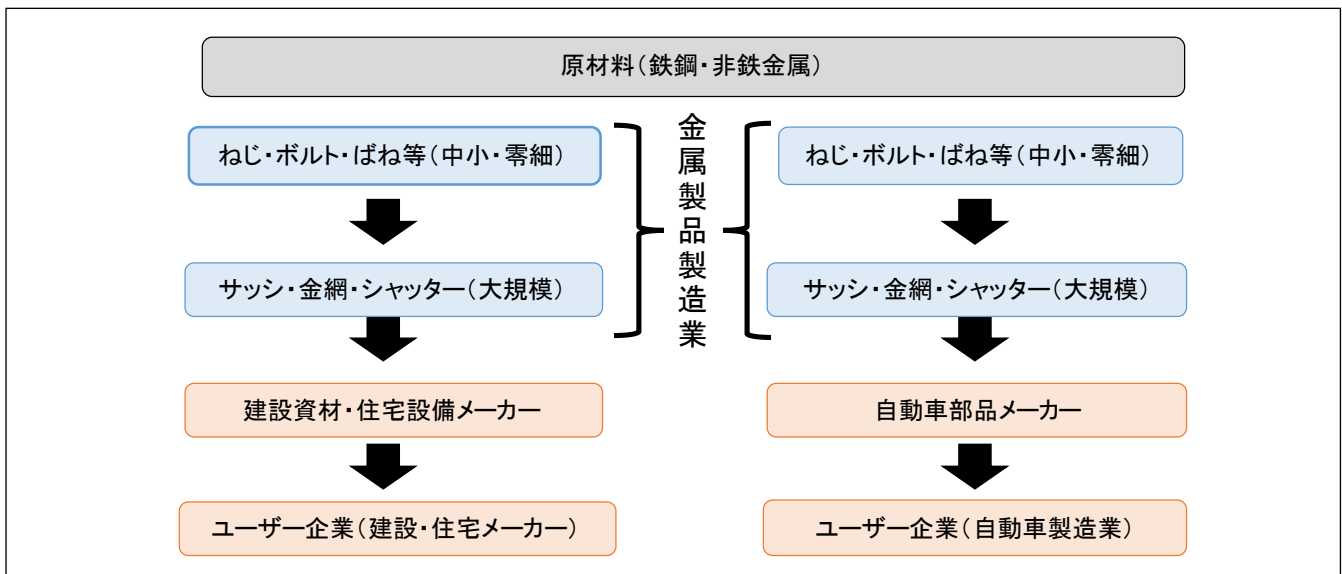 原材料(鉄鋼・非鉄金属)
ねじ・ボルト・ばね等(中小・零細)
サッシ・金網・シャッター(大規模)
建設資材・住宅設備メーカー
ユーザー企業(建設・住宅メーカー)
金属製品製造業
ねじ・ボルト・ばね等(中小・零細)
サッシ・金網・シャッター(大規模)
自動車部品メーカー
ユーザー企業(自動車製造業)